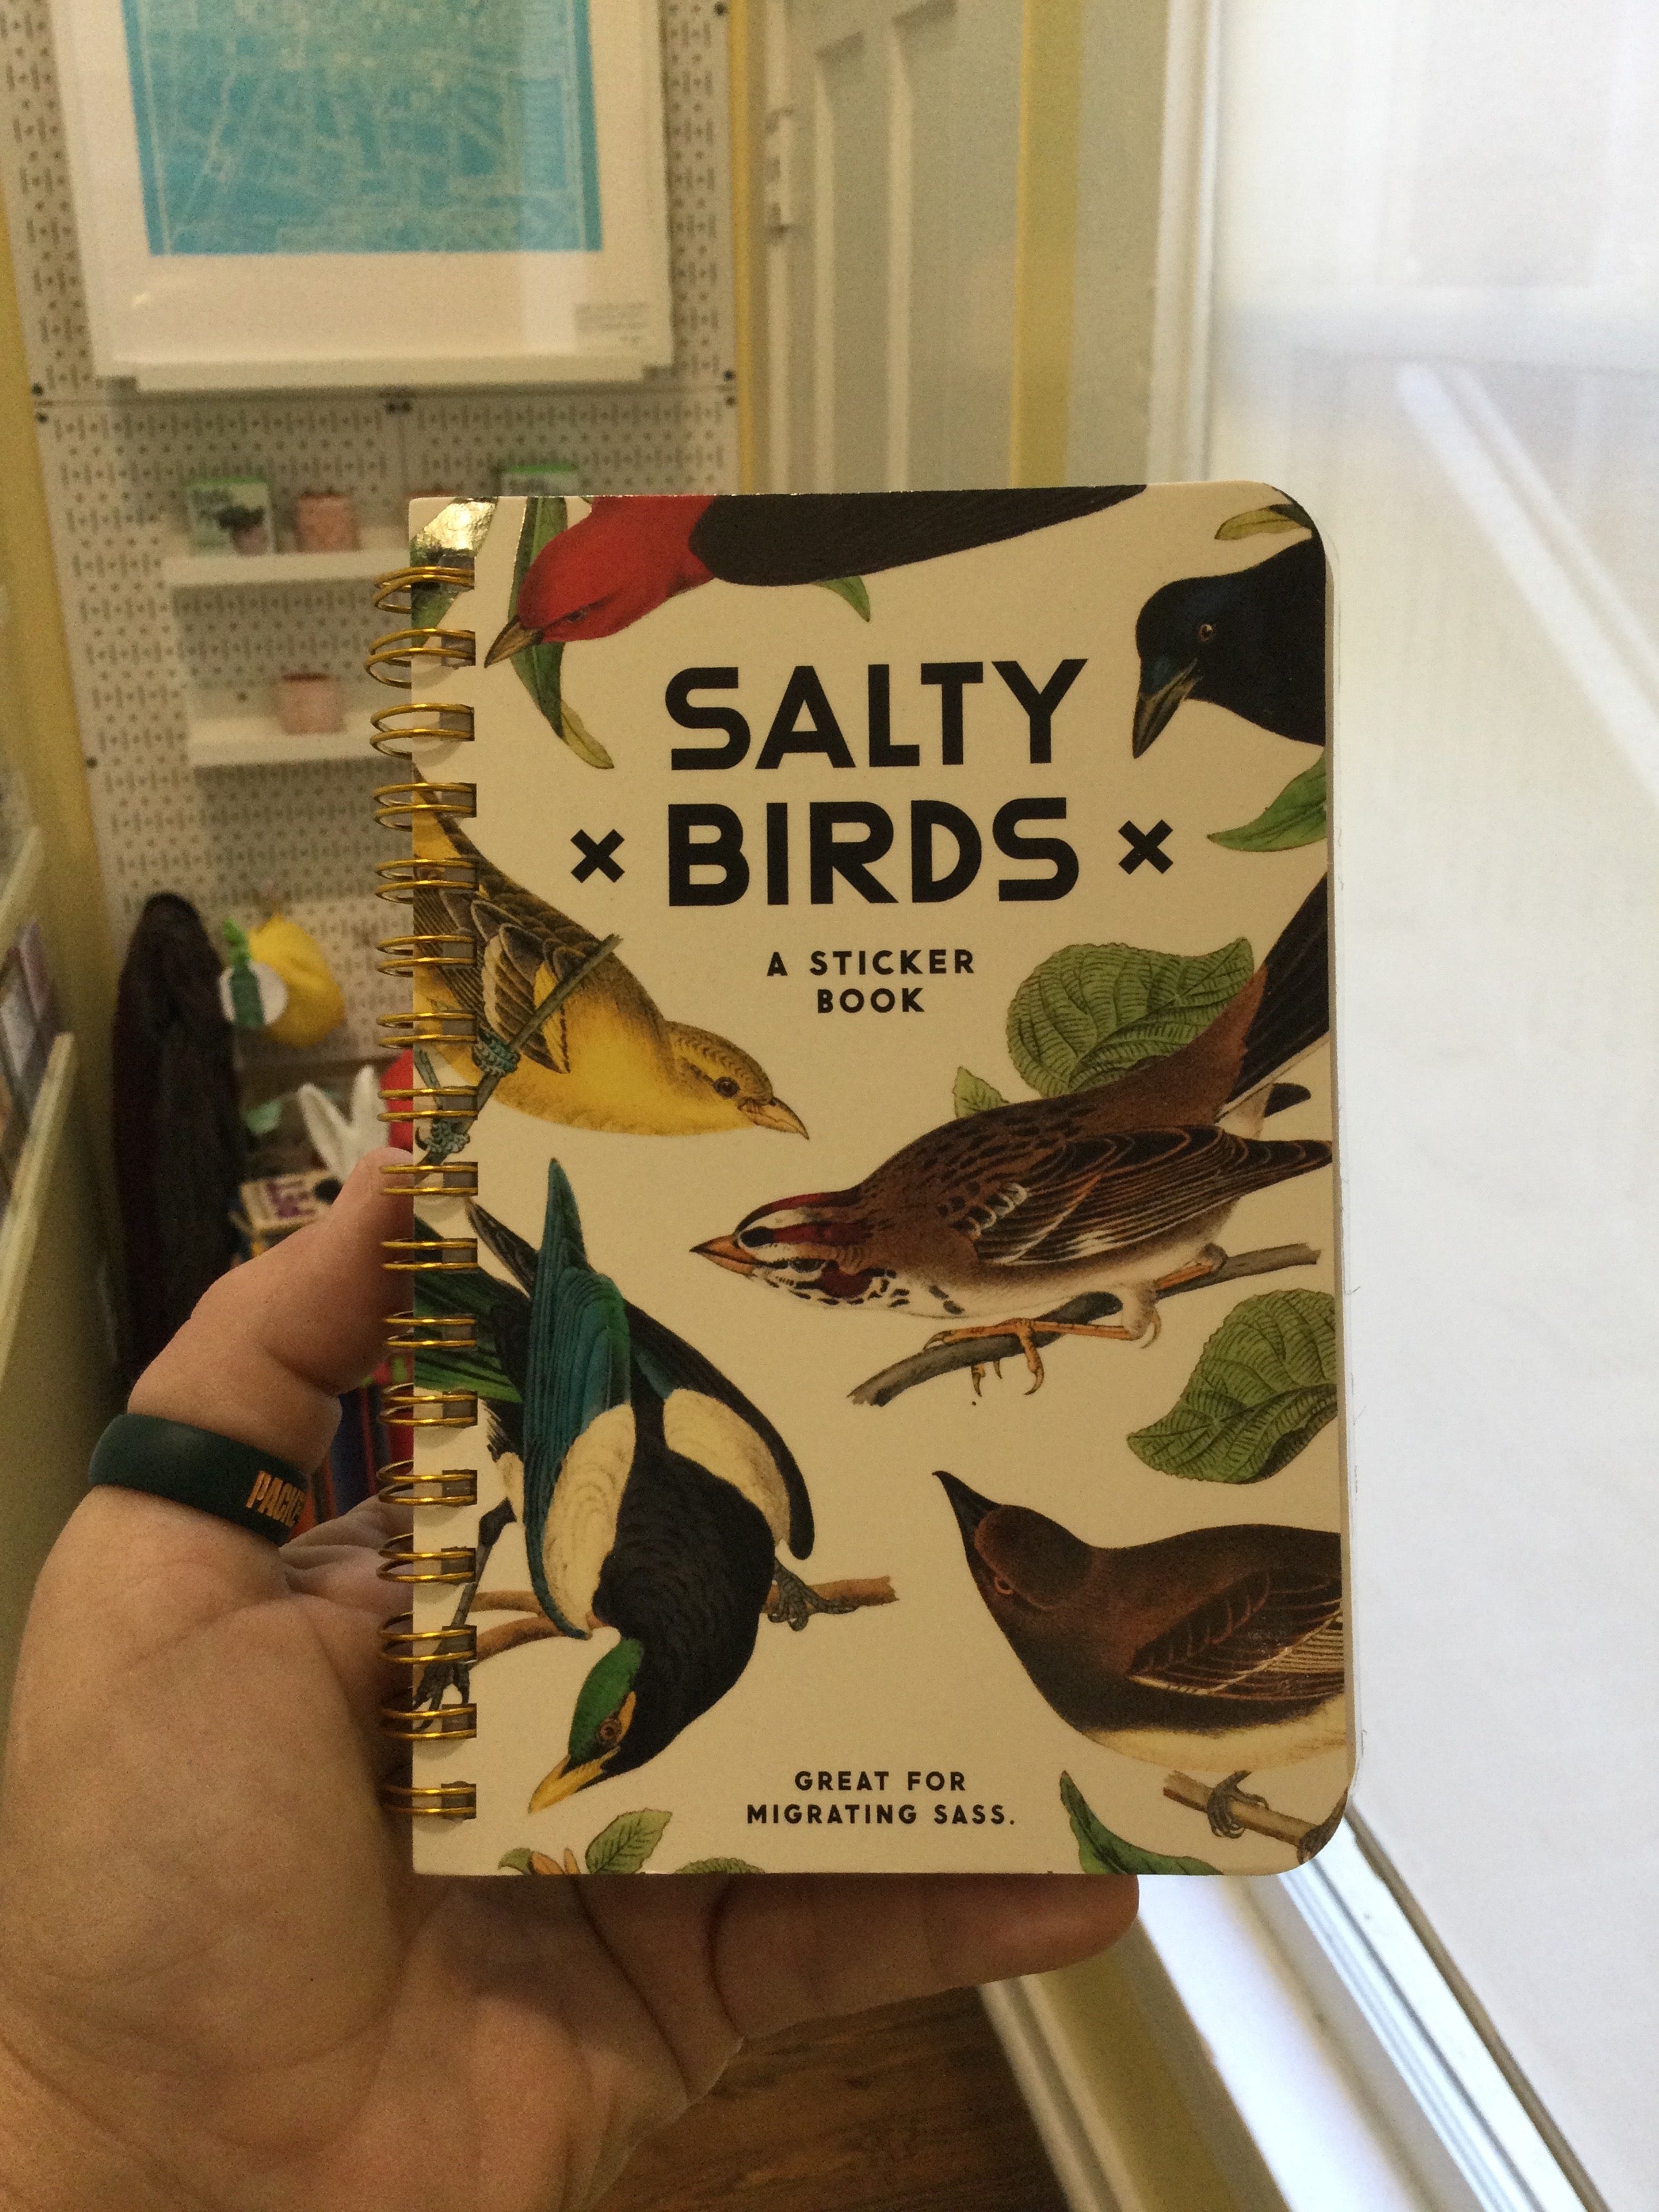 SALTY
× BIRDS ×
A STICKER
BOOK
GREAT FOR
MIGRATING SASS.